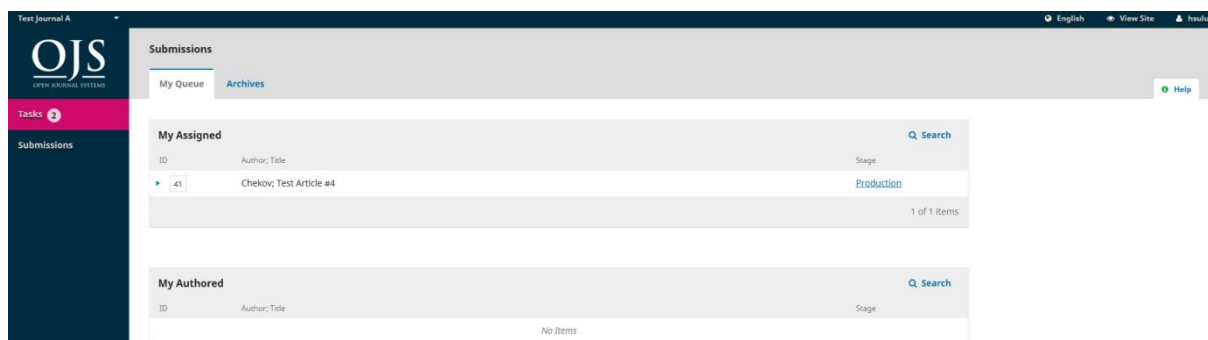 Test Journal A
English View Site
OJS
OPEN JOURNAL SYSTEMS
Tasks 2
Submissions
Submissions
My Queue Archives
Help
My Assigned Search
ID Author; Title Stage
41 Chekov; Test Article #4 Production
1 of 1 items
My Authored Search
ID Author; Title Stage
No Items